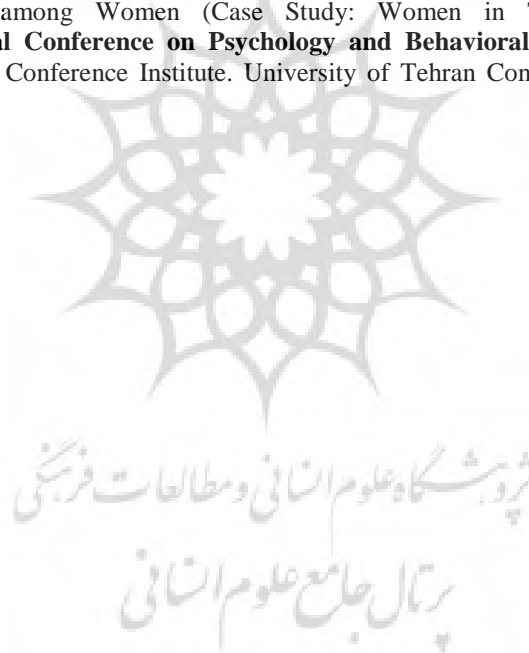 among Women (Case Study: Women in
al Conference on Psychology and Behavioral
Conference Institute. University of Tehran Con
پژوهشگاه علوم انسانی و مطالعات فرهنگی
پرتال جامع علوم انسانی